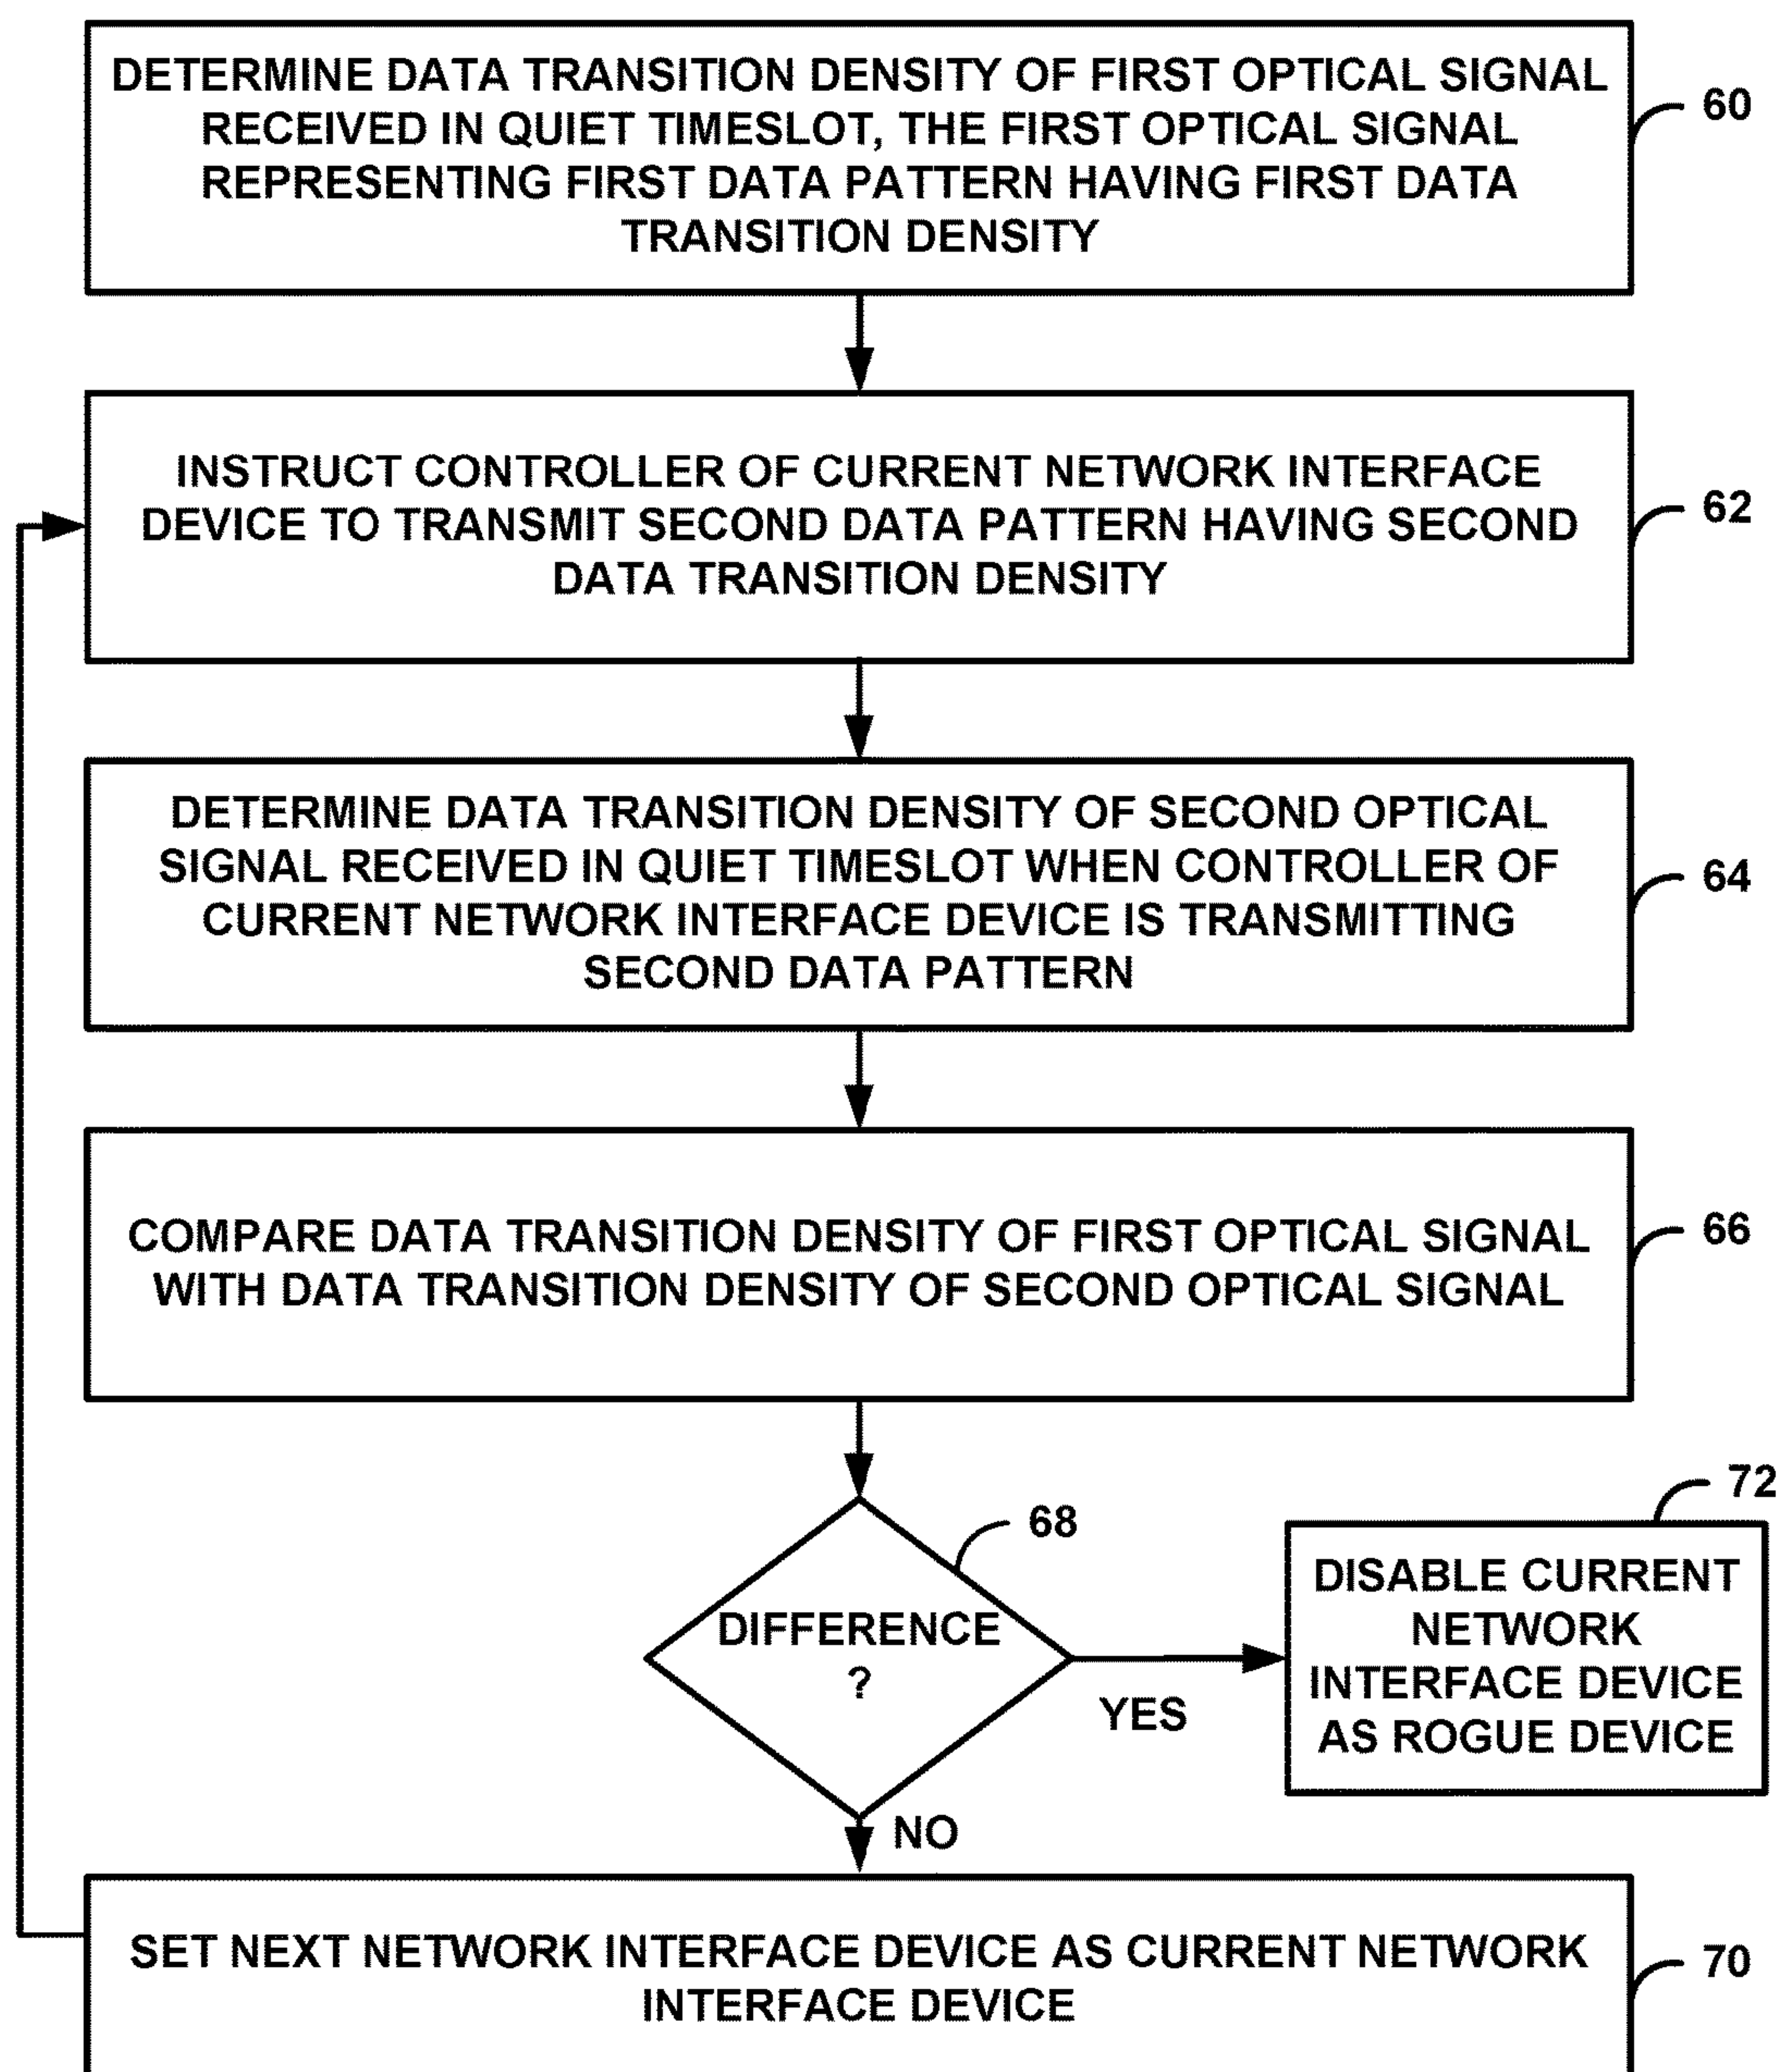 DETERMINE DATA TRANSITION DENSITY OF FIRST OPTICAL SIGNAL
RECEIVED IN QUIET TIMESLOT, THE FIRST OPTICAL SIGNAL
REPRESENTING FIRST DATA PATTERN HAVING FIRST DATA
TRANSITION DENSITY
60
INSTRUCT CONTROLLER OF CURRENT NETWORK INTERFACE
DEVICE TO TRANSMIT SECOND DATA PATTERN HAVING SECOND
DATA TRANSITION DENSITY
62
DETERMINE DATA TRANSITION DENSITY OF SECOND OPTICAL
SIGNAL RECEIVED IN QUIET TIMESLOT WHEN CONTROLLER OF
CURRENT NETWORK INTERFACE DEVICE IS TRANSMITTING
SECOND DATA PATTERN
64
COMPARE DATA TRANSITION DENSITY OF FIRST OPTICAL SIGNAL
WITH DATA TRANSITION DENSITY OF SECOND OPTICAL SIGNAL
66
DIFFERENCE
?
68
YES
DISABLE CURRENT
NETWORK
INTERFACE DEVICE
AS ROGUE DEVICE
72
NO
SET NEXT NETWORK INTERFACE DEVICE AS CURRENT NETWORK
INTERFACE DEVICE
70